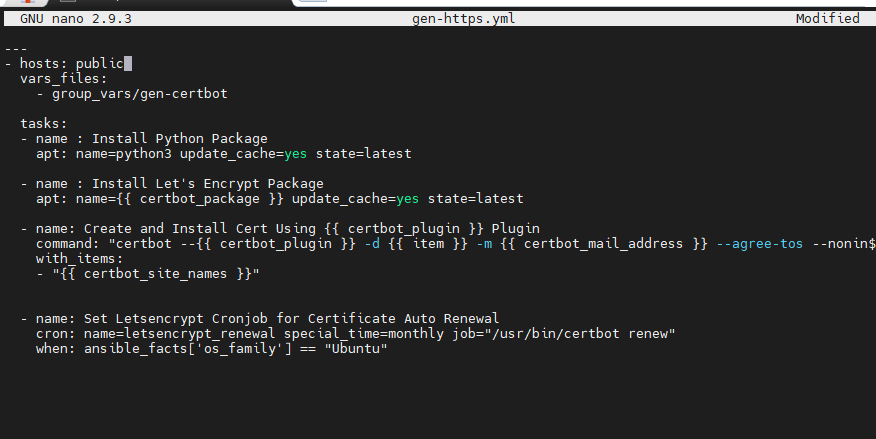 GNU nano 2.9.3 gen-https.yml Modified
---
- hosts: public
  vars_files:
    - group_vars/gen-certbot
  tasks:
  - name : Install Python Package
    apt: name=python3 update_cache=yes state=latest
  - name : Install Let's Encrypt Package
    apt: name={{ certbot_package }} update_cache=yes state=latest
  - name: Create and Install Cert Using {{ certbot_plugin }} Plugin
    command: "certbot --{{ certbot_plugin }} -d {{ item }} -m {{ certbot_mail_address }} --agree-tos --nonin$
    with_items:
    - "{{ certbot_site_names }}"
  - name: Set Letsencrypt Cronjob for Certificate Auto Renewal
    cron: name=letsencrypt_renewal special_time=monthly job="/usr/bin/certbot renew"
    when: ansible_facts['os_family'] == "Ubuntu"